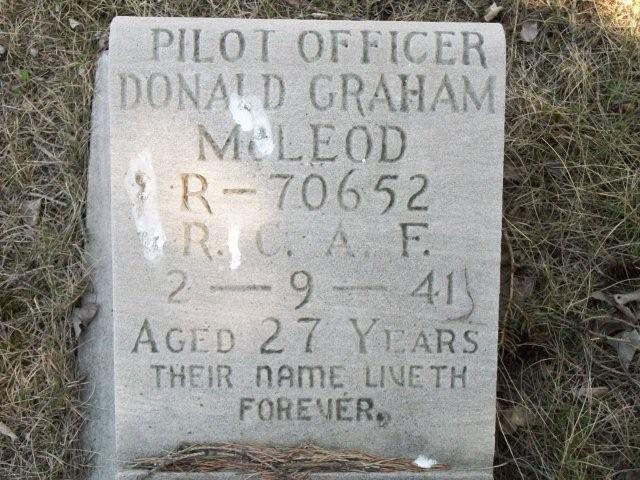 PILOT OFFICER
DONALD GRAHAM
McLEOD
R-70652
R. C. A. F.
2 — 9 — 41
AGED 27 YEARS
THEIR NAME LIVETH
FOREVER.